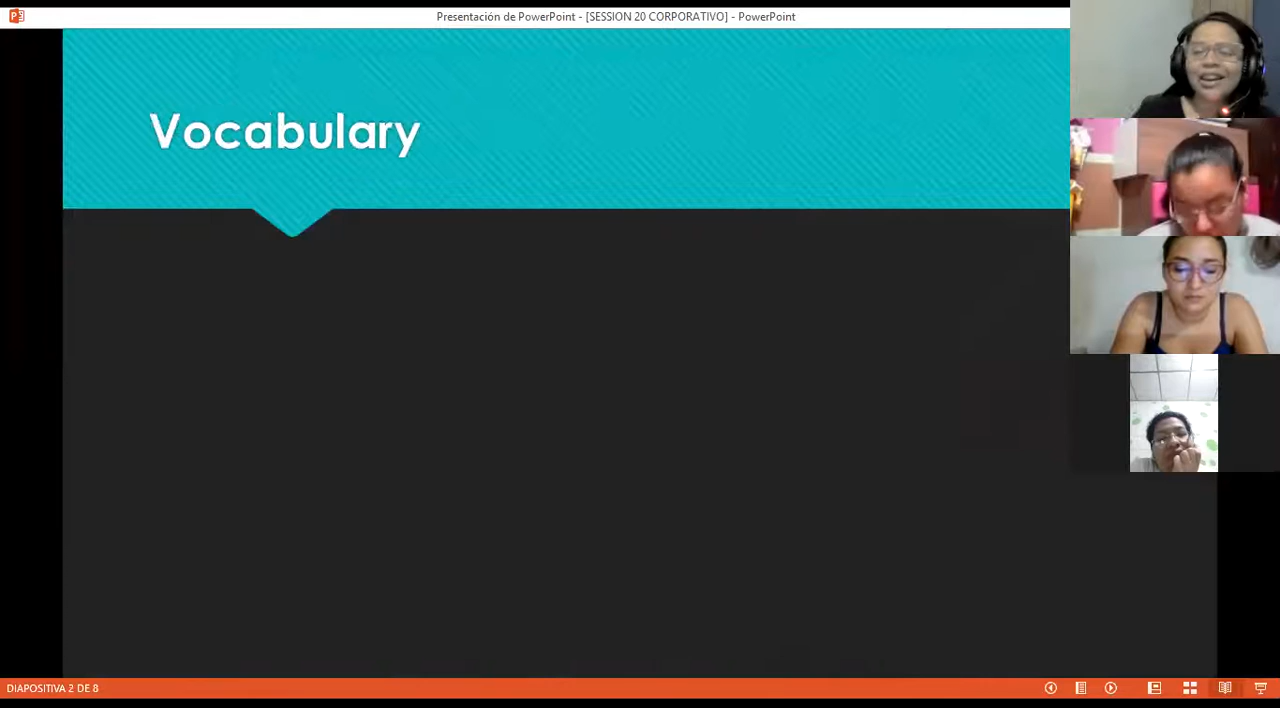 Presentación de PowerPoint - [SESSION 20 CORPORATIVO] - PowerPoint
Vocabulary
DIAPOSITIVA 2 DE 8